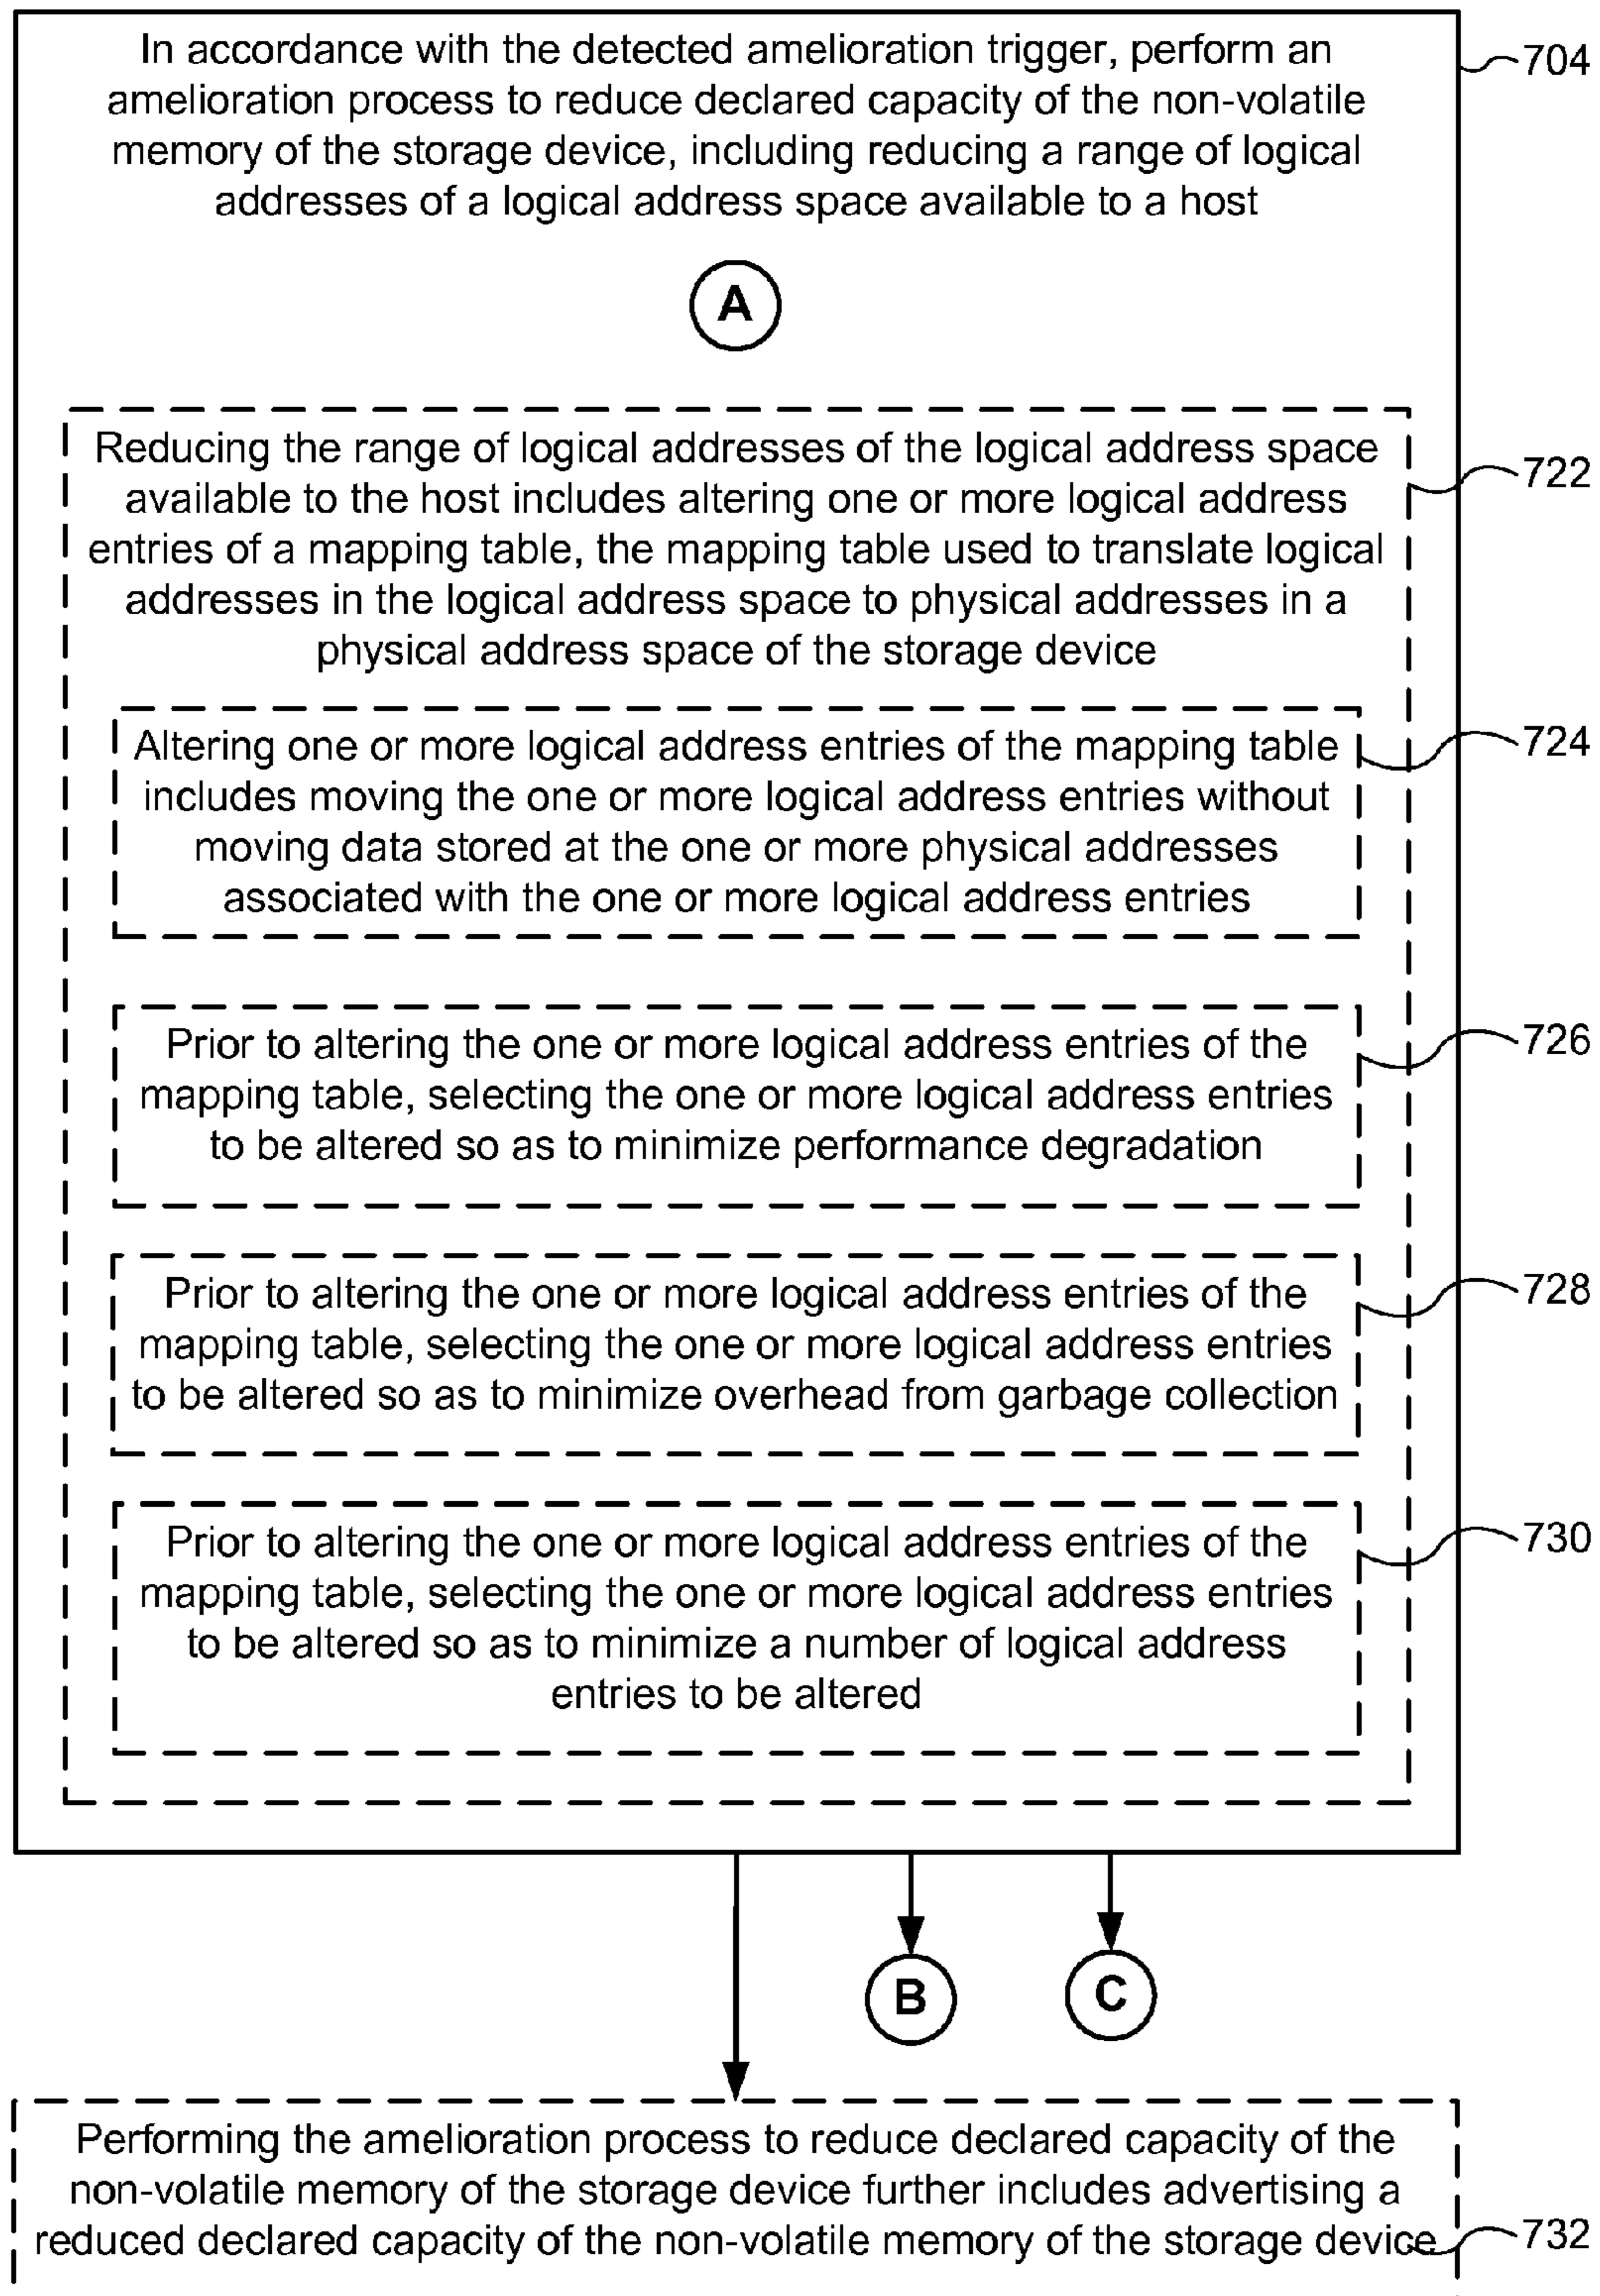 In accordance with the detected amelioration trigger, perform an
amelioration process to reduce declared capacity of the non-volatile
memory of the storage device, including reducing a range of logical
addresses of a logical address space available to a host
704
A
Reducing the range of logical addresses of the logical address space
available to the host includes altering one or more logical address
entries of a mapping table, the mapping table used to translate logical
addresses in the logical address space to physical addresses in a
physical address space of the storage device
722
Altering one or more logical address entries of the mapping table
includes moving the one or more logical address entries without
moving data stored at the one or more physical addresses
associated with the one or more logical address entries
724
Prior to altering the one or more logical address entries of the
mapping table, selecting the one or more logical address entries
to be altered so as to minimize performance degradation
726
Prior to altering the one or more logical address entries of the
mapping table, selecting the one or more logical address entries
to be altered so as to minimize overhead from garbage collection
728
Prior to altering the one or more logical address entries of the
mapping table, selecting the one or more logical address entries
to be altered so as to minimize a number of logical address
entries to be altered
730
B
C
Performing the amelioration process to reduce declared capacity of the
non-volatile memory of the storage device further includes advertising a
reduced declared capacity of the non-volatile memory of the storage device
732